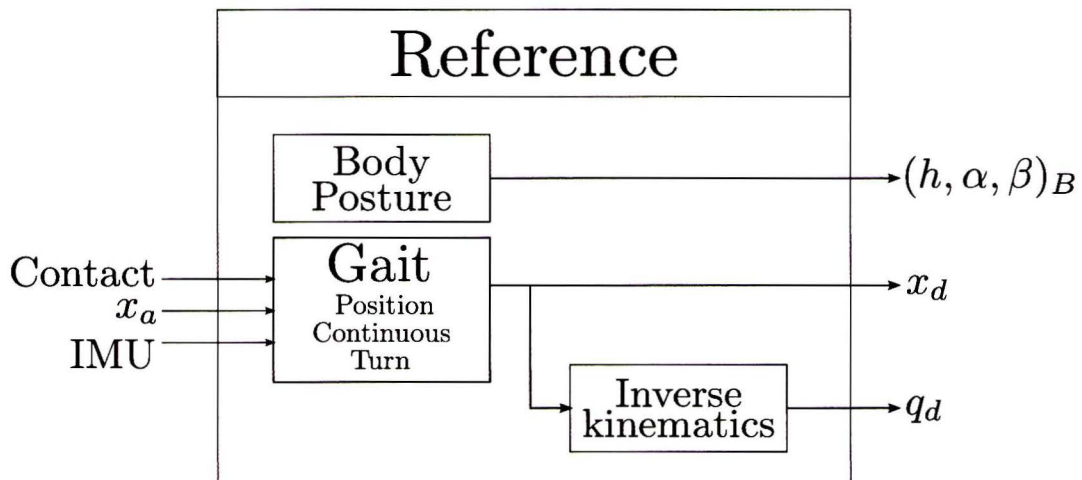 Reference
Body
Posture
(h, α, β)_B
Contact
x_a
IMU
Gait
Position
Continuous
Turn
x_d
Inverse
kinematics
q_d